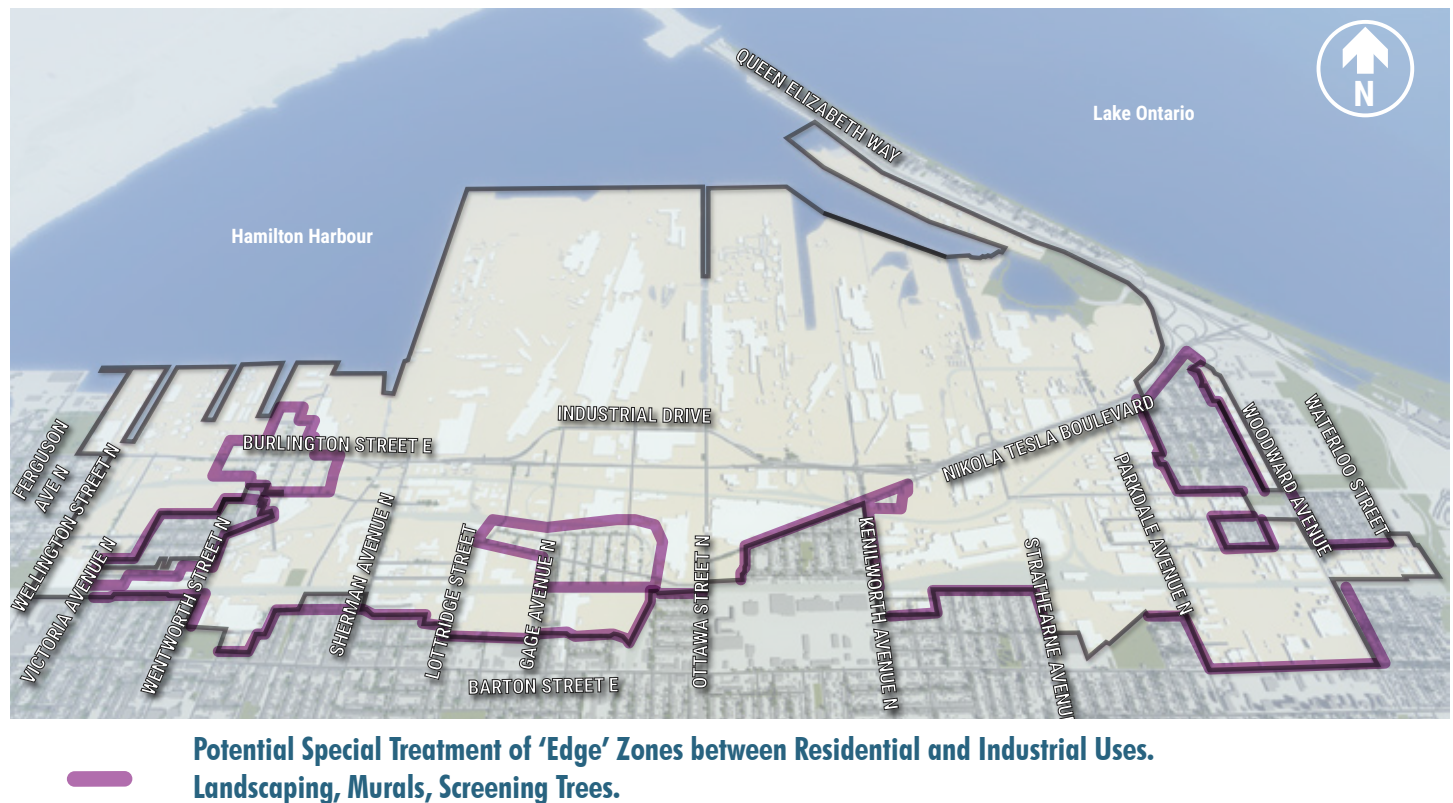 QUEEN ELIZABETH WAY
N
Lake Ontario
Hamilton Harbour
INDUSTRIAL DRIVE
BURLINGTON STREET E
NIKOLA TESLA BOULEVARD
FERGUSON
AVE N
WELLINGTON STREET N
VICTORIA AVENUE N
WENTWORTH STREET N
SHERMAN AVENUE N
LOTTRIDGE STREET
GAGE AVENUE N
OTTAWA STREET N
KENILWORTH AVENUE N
STRATHEARNE AVENUE
PARKDALE AVENUE N
WOODWARD AVENUE
WATERLOO STREET
BARTON STREET E
Potential Special Treatment of ‘Edge’ Zones between Residential and Industrial Uses.
Landscaping, Murals, Screening Trees.